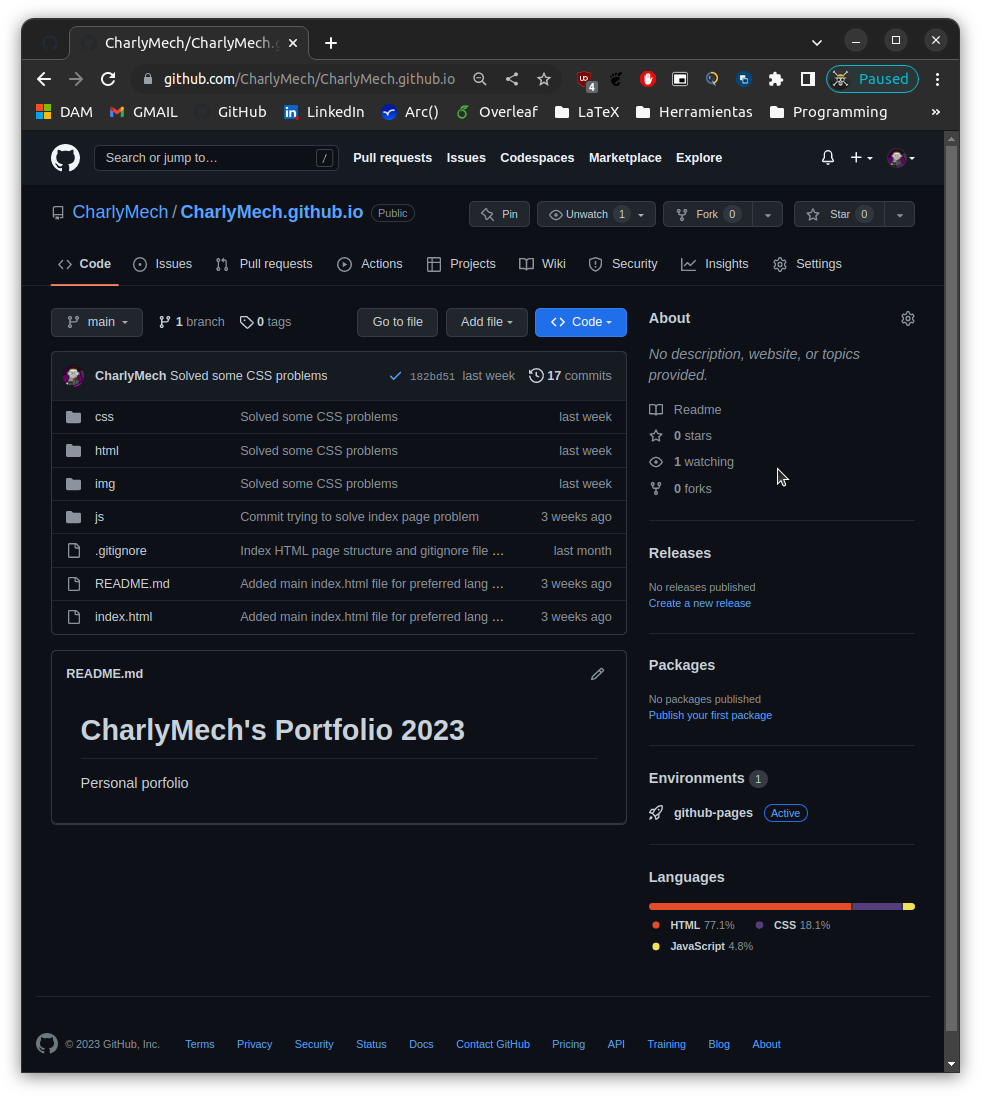 CharlyMech/CharlyMech.g
github.com/CharlyMech/CharlyMech.github.io
4
Paused
DAM GMAIL GitHub LinkedIn Arc() Overleaf LaTeX Herramientas Programming »
Search or jump to… / Pull requests Issues Codespaces Marketplace Explore
CharlyMech / CharlyMech.github.io Public
Pin Unwatch 1 Fork 0 Star 0
Code Issues Pull requests Actions Projects Wiki Security Insights Settings
main 1 branch 0 tags Go to file Add file Code
CharlyMech Solved some CSS problems 182bd51 last week 17 commits
css Solved some CSS problems last week
html Solved some CSS problems last week
img Solved some CSS problems last week
js Commit trying to solve index page problem 3 weeks ago
.gitignore Index HTML page structure and gitignore file … last month
README.md Added main index.html file for preferred lang … 3 weeks ago
index.html Added main index.html file for preferred lang … 3 weeks ago
README.md
CharlyMech's Portfolio 2023
Personal porfolio
About
No description, website, or topics
provided.
Readme
0 stars
1 watching
0 forks
Releases
No releases published
Create a new release
Packages
No packages published
Publish your first package
Environments 1
github-pages Active
Languages
HTML 77.1% CSS 18.1%
JavaScript 4.8%
© 2023 GitHub, Inc. Terms Privacy Security Status Docs Contact GitHub Pricing API Training Blog About